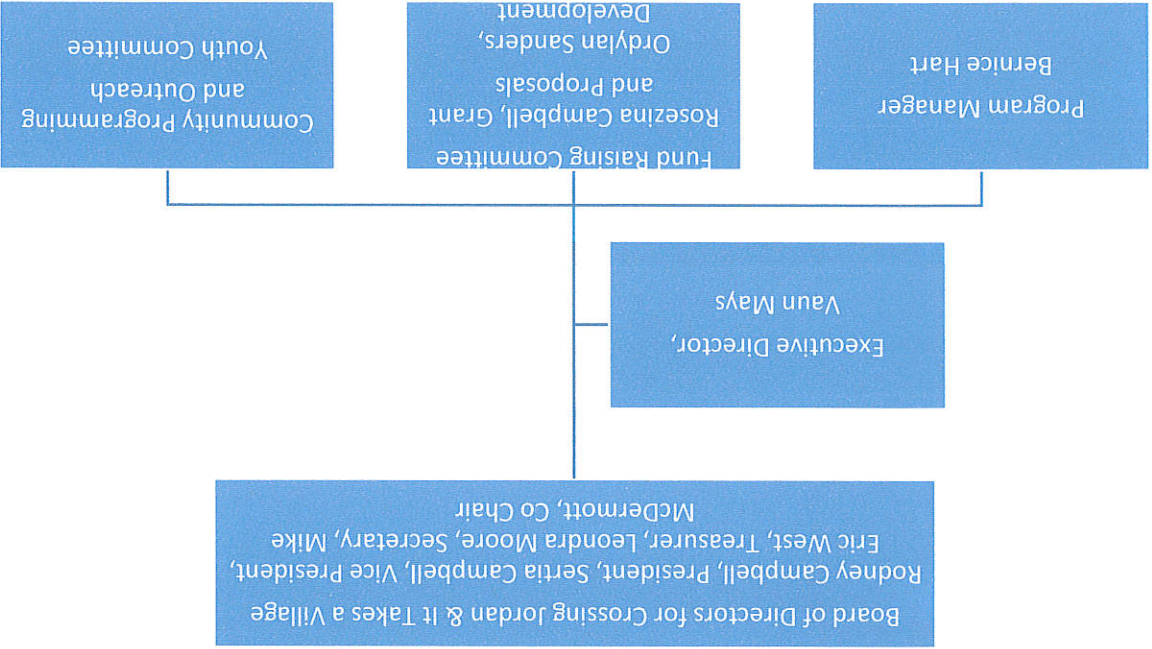 Board of Directors for Crossing Jordan & It Takes a Village
Rodney Campbell, President, Sertia Campbell, Vice President,
Eric West, Treasurer, Leondra Moore, Secretary, Mike
McDermott, Co Chair
Executive Director,
Vaun Mays
Program Manager
Bernice Hart
Fund Raising Committee
Rosezina Campbell, Grant
and Proposals
Ordylan Sanders,
Development
Community Programming
and Outreach
Youth Committee